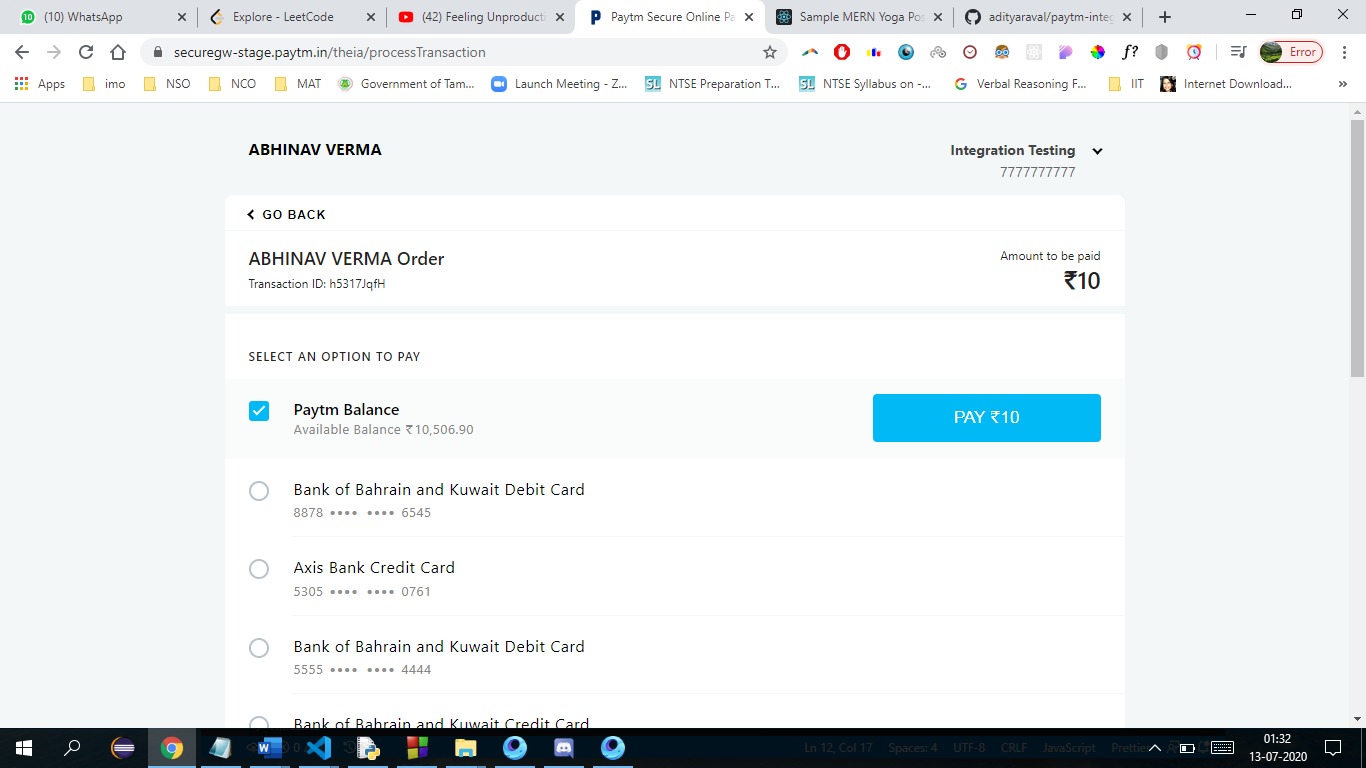 (10) WhatsApp
Explore - LeetCode
(42) Feeling Unproducti
Paytm Secure Online Pa
Sample MERN Yoga Pos
adityaraval/paytm-integ
securegw-stage.paytm.in/theia/processTransaction
f?
Error
Apps
imo
NSO
NCO
MAT
Government of Tam...
Launch Meeting - Z...
SL NTSE Preparation T...
SL NTSE Syllabus on -...
Verbal Reasoning F...
IIT
Internet Download...
»
ABHINAV VERMA
Integration Testing
7777777777
GO BACK
ABHINAV VERMA Order
Transaction ID: h5317JqfH
Amount to be paid
₹10
SELECT AN OPTION TO PAY
Paytm Balance
Available Balance ₹10,506.90
PAY ₹10
Bank of Bahrain and Kuwait Debit Card
8878 •••• •••• 6545
Axis Bank Credit Card
5305 •••• •••• 0761
Bank of Bahrain and Kuwait Debit Card
5555 •••• •••• 4444
Bank of Bahrain and Kuwait Credit Card
Ln 12, Col 17
Spaces: 4
UTF-8
CRLF
JavaScript
Prettier
01:32
13-07-2020